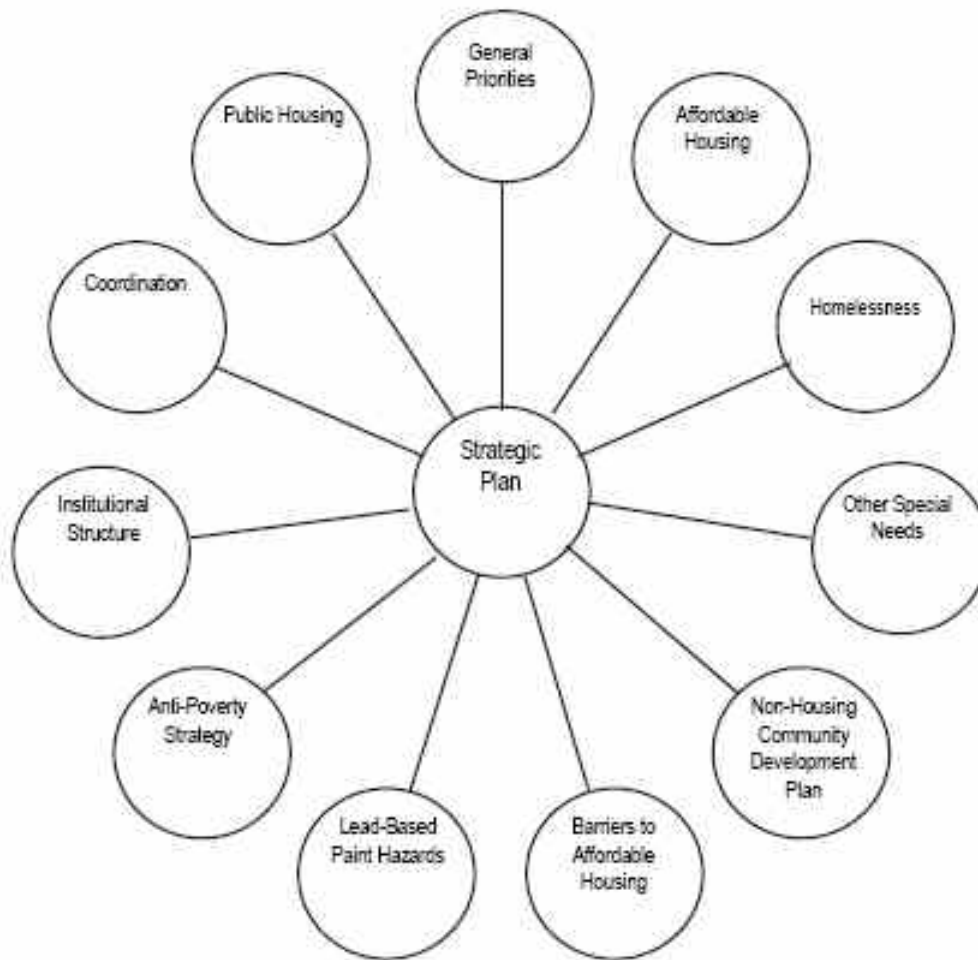 General
Priorities
Public Housing
Affordable
Housing
Coordination
Homelessness
Strategic
Plan
Institutional
Structure
Other Special
Needs
Anti-Poverty
Strategy
Non-Housing
Community
Development
Plan
Lead-Based
Paint Hazards
Barriers to
Affordable
Housing